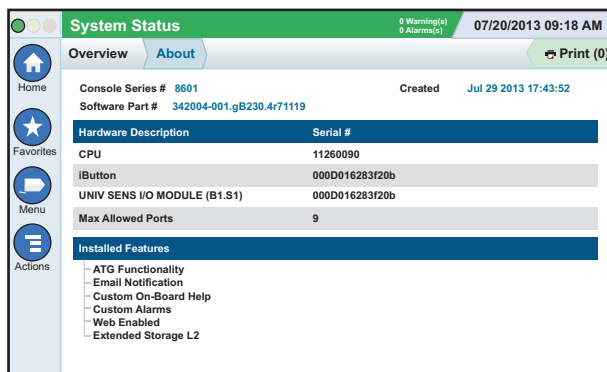 System Status
0 Warning(s)
0 Alarms(s)
07/20/2013 09:18 AM
Overview About Print (0)
Home
Favorites
Menu
Actions
Console Series # 8601 Created Jul 29 2013 17:43:52
Software Part # 342004-001.gB230.4r71119
Hardware Description Serial #
CPU 11260090
iButton 000D016283f20b
UNIV SENS I/O MODULE (B1.S1) 000D016283f20b
Max Allowed Ports 9
Installed Features
ATG Functionality
Email Notification
Custom On-Board Help
Custom Alarms
Web Enabled
Extended Storage L2